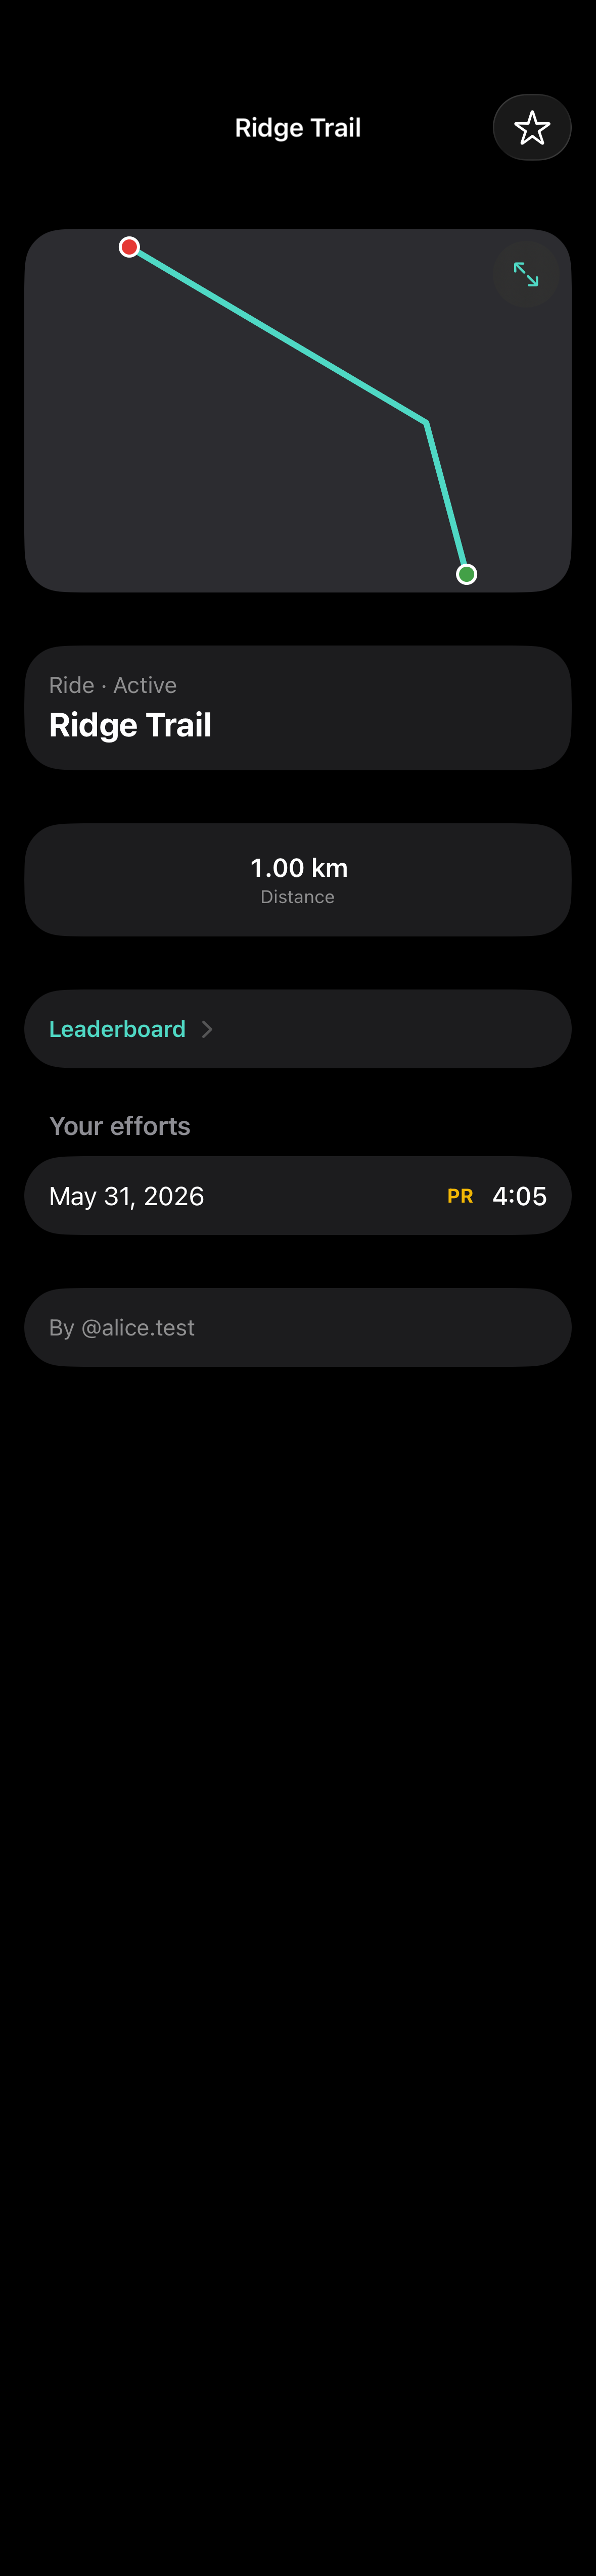 Ridge Trail
Ride · Active
Ridge Trail
1.00 km
Distance
Leaderboard
Your efforts
May 31, 2026 PR 4:05
By @alice.test